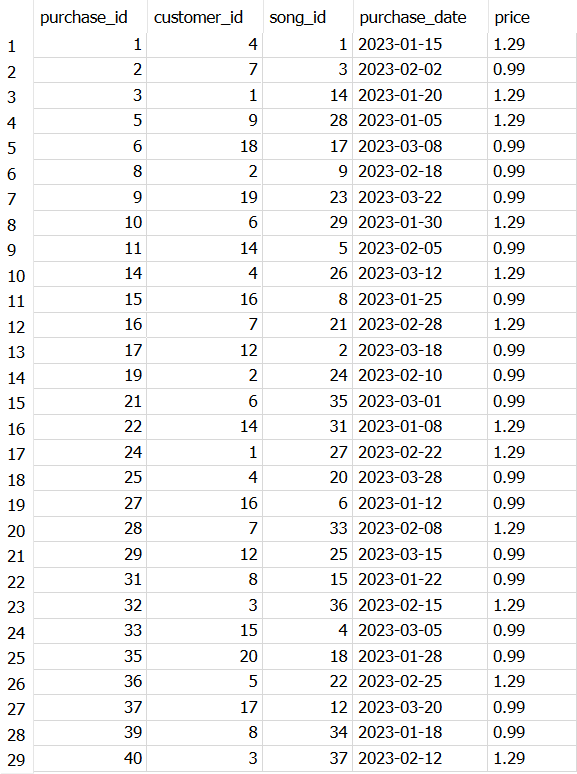 purchase_id customer_id song_id purchase_date price
1 1 4 1 2023-01-15 1.29
2 2 7 3 2023-02-02 0.99
3 3 1 14 2023-01-20 1.29
4 5 9 28 2023-01-05 1.29
5 6 18 17 2023-03-08 0.99
6 8 2 9 2023-02-18 0.99
7 9 19 23 2023-03-22 0.99
8 10 6 29 2023-01-30 1.29
9 11 14 5 2023-02-05 0.99
10 14 4 26 2023-03-12 1.29
11 15 16 8 2023-01-25 0.99
12 16 7 21 2023-02-28 1.29
13 17 12 2 2023-03-18 0.99
14 19 2 24 2023-02-10 0.99
15 21 6 35 2023-03-01 0.99
16 22 14 31 2023-01-08 1.29
17 24 1 27 2023-02-22 1.29
18 25 4 20 2023-03-28 0.99
19 27 16 6 2023-01-12 0.99
20 28 7 33 2023-02-08 1.29
21 29 12 25 2023-03-15 0.99
22 31 8 15 2023-01-22 0.99
23 32 3 36 2023-02-15 1.29
24 33 15 4 2023-03-05 0.99
25 35 20 18 2023-01-28 0.99
26 36 5 22 2023-02-25 1.29
27 37 17 12 2023-03-20 0.99
28 39 8 34 2023-01-18 0.99
29 40 3 37 2023-02-12 1.29